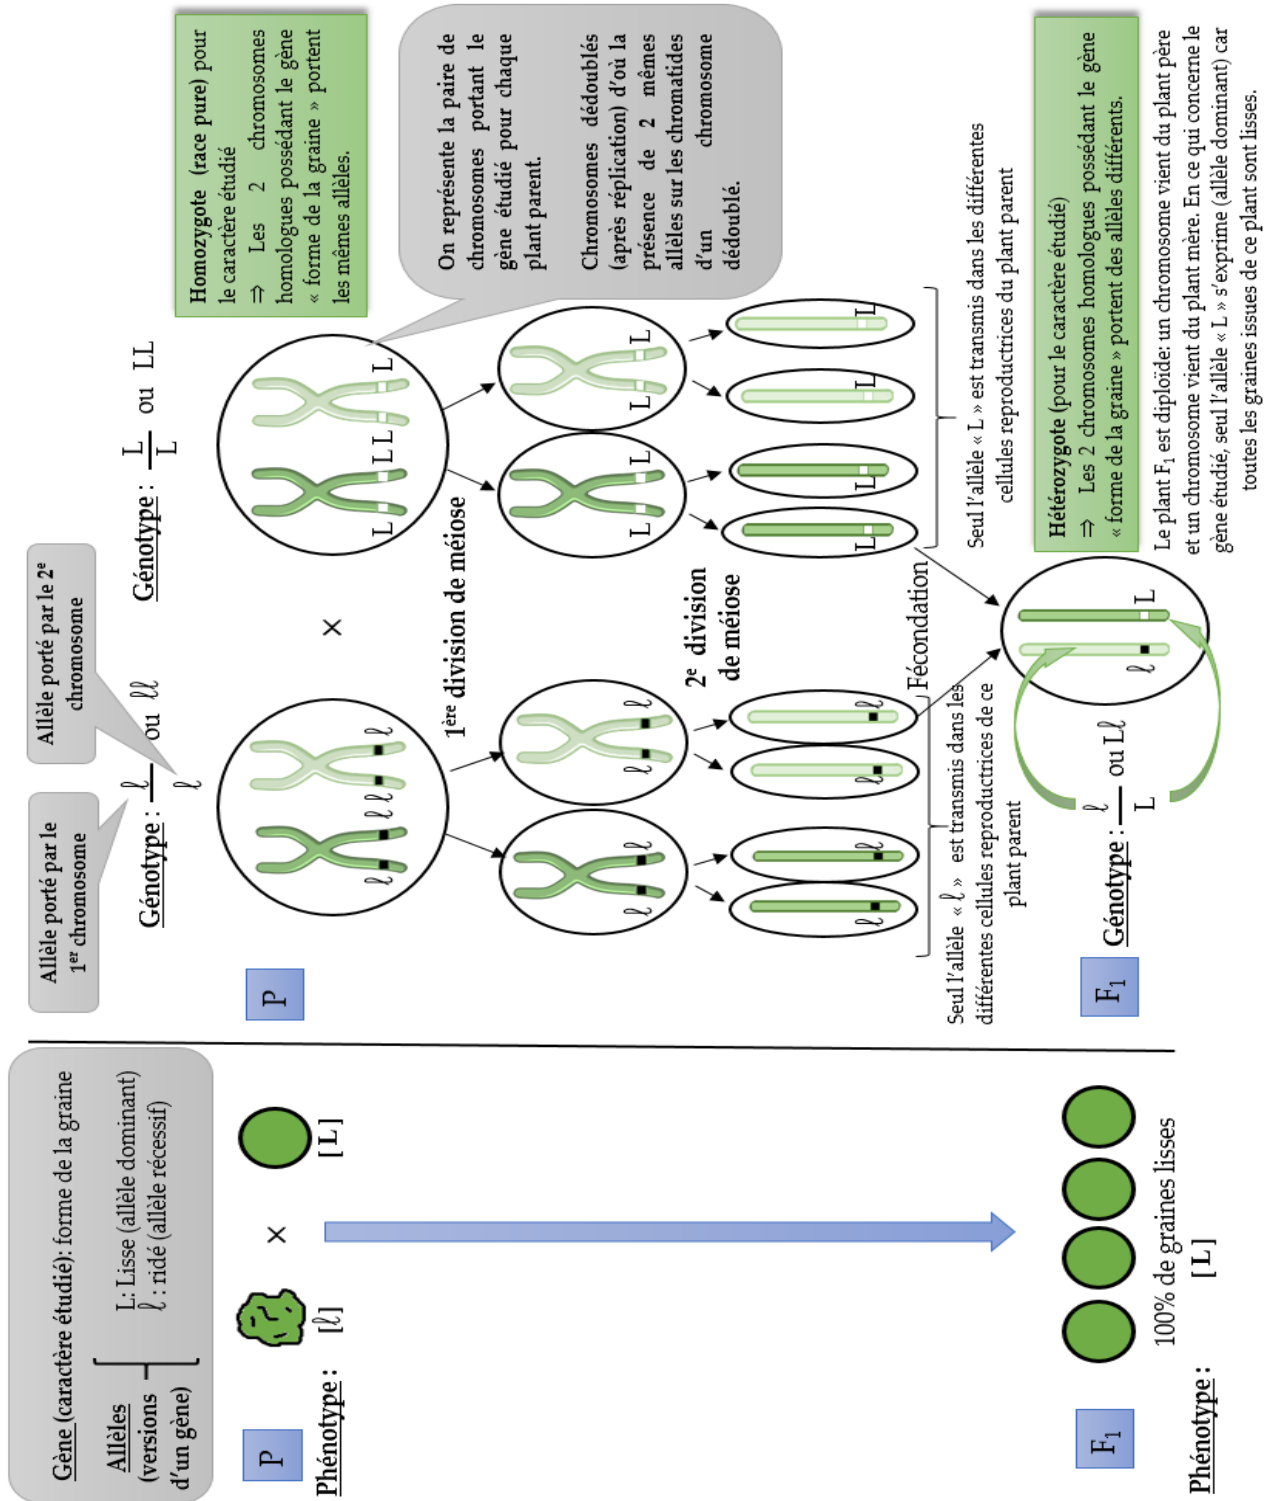 Gène (caractère étudié): forme de la graine
Allèles
(versions
d'un gène)
L: Lisse (allèle dominant)
ℓ : ridé (allèle récessif)
P
×
Phénotype :
[ℓ]
[L]
F₁
100% de graines lisses
Phénotype :
[L]
Allèle porté par le
1er chromosome
Allèle porté par le 2e
chromosome
Génotype : ℓ/ℓ ou ℓℓ
Génotype : L/L ou LL
Homozygote (race pure) pour
le caractère étudié
⇒ Les 2 chromosomes
homologues possédant le gène
« forme de la graine » portent
les mêmes allèles.
P
×
ℓ ℓ ℓ ℓ
L L L L
On représente la paire de
chromosomes portant le
gène étudié pour chaque
plant parent.
Chromosomes dédoublés
(après réplication) d'où la
présence de 2 mêmes
allèles sur les chromatides
d'un chromosome
dédoublé.
1ère division de méiose
ℓ ℓ ℓ ℓ
L L L L
2e division
de méiose
ℓ ℓ ℓ ℓ
L L L L
Seul l'allèle « ℓ » est transmis dans les
différentes cellules reproductrices de ce
plant parent
Fécondation
Seul l'allèle « L » est transmis dans les différentes
cellules reproductrices du plant parent
F₁
Génotype : ℓ/L ou Lℓ
ℓ L
Hétérozygote (pour le caractère étudié)
⇒ Les 2 chromosomes homologues possédant le gène
« forme de la graine » portent des allèles différents.
Le plant F₁ est diploïde: un chromosome vient du plant père
et un chromosome vient du plant mère. En ce qui concerne le
gène étudié, seul l'allèle « L » s'exprime (allèle dominant) car
toutes les graines issues de ce plant sont lisses.